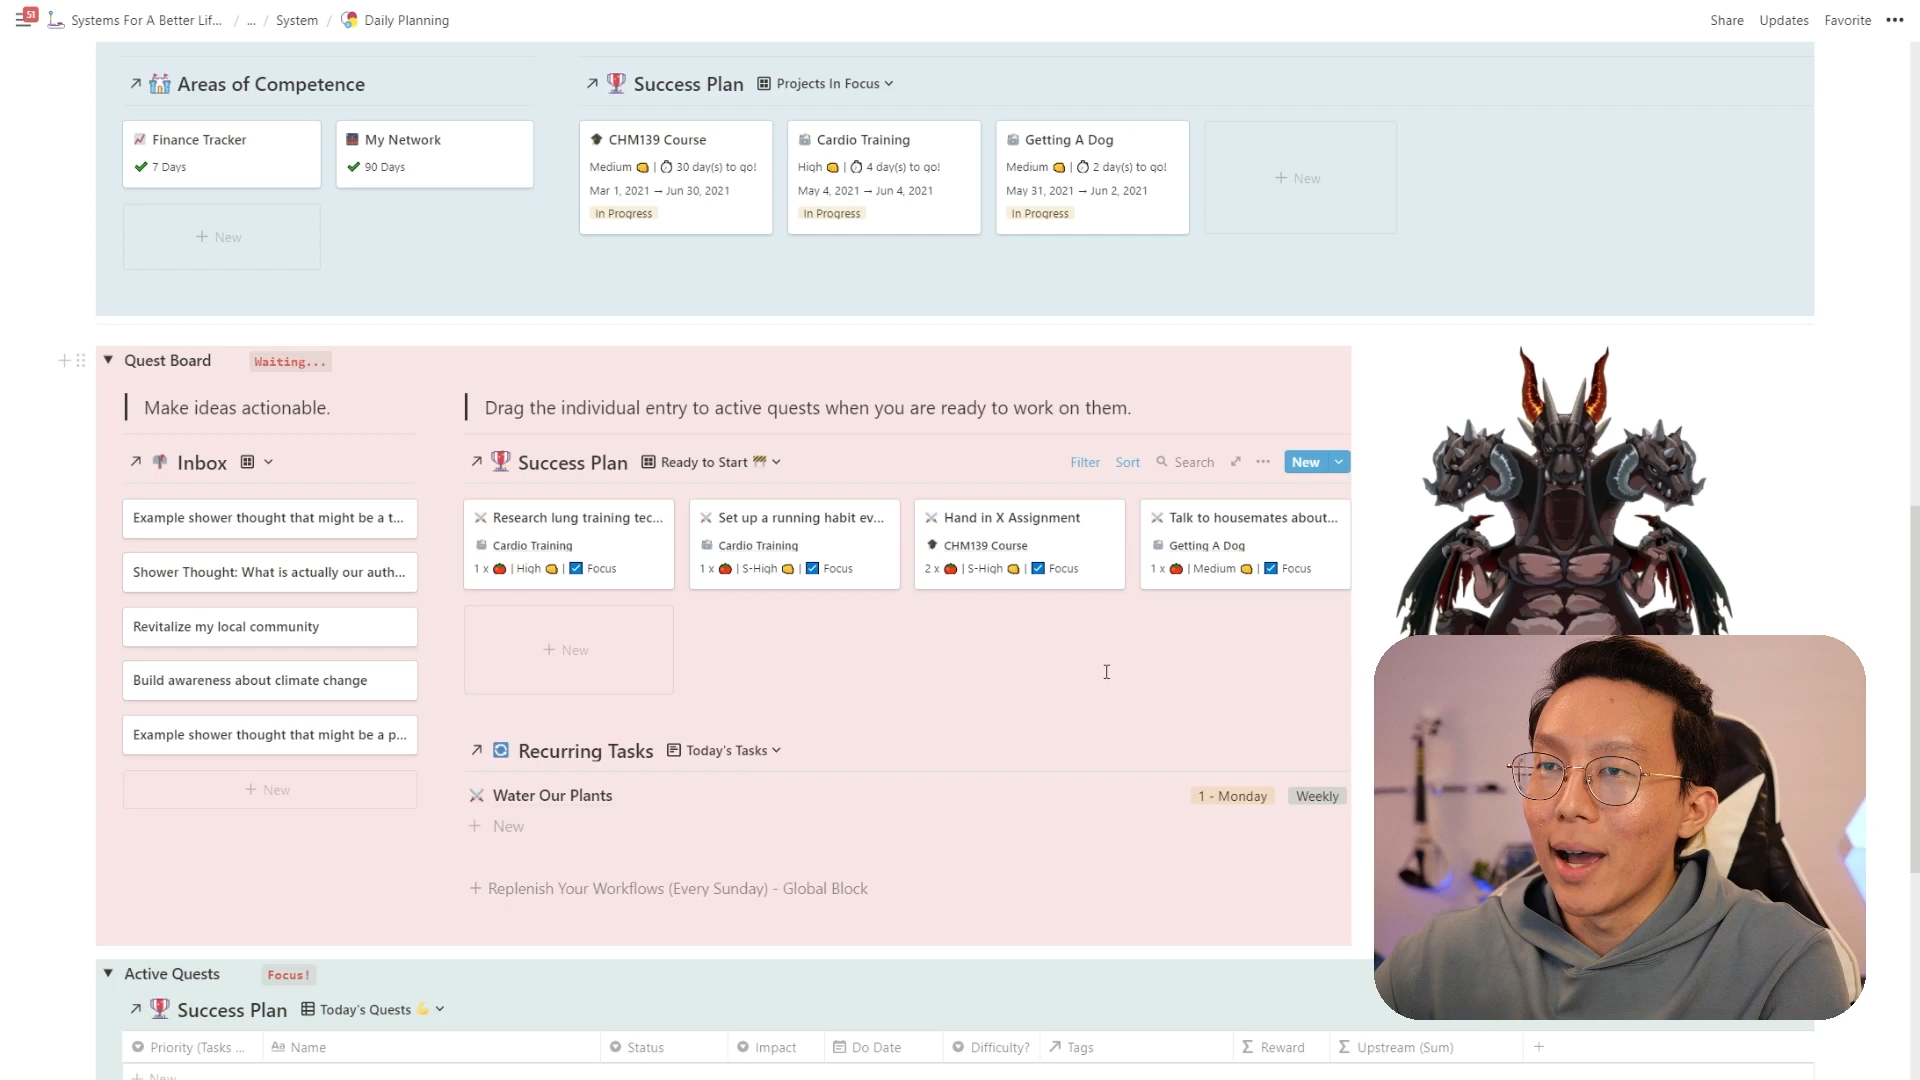 51
Systems For A Better Lif... / ... / System / Daily Planning
Share Updates Favorite
Areas of Competence
Finance Tracker
7 Days
My Network
90 Days
+ New
Success Plan Projects In Focus
CHM139 Course
Medium | 30 day(s) to go!
Mar 1, 2021 → Jun 30, 2021
In Progress
Cardio Training
High | 4 day(s) to go!
May 4, 2021 → Jun 4, 2021
In Progress
Getting A Dog
Medium | 2 day(s) to go!
May 31, 2021 → Jun 2, 2021
In Progress
+ New
Quest Board Waiting...
Make ideas actionable.
Inbox
Example shower thought that might be a t...
Shower Thought: What is actually our auth...
Revitalize my local community
Build awareness about climate change
Example shower thought that might be a p...
+ New
Drag the individual entry to active quests when you are ready to work on them.
Success Plan Ready to Start
Filter Sort Search New
Research lung training tec...
Cardio Training
1 x | High | Focus
Set up a running habit ev...
Cardio Training
1 x | S-High | Focus
Hand in X Assignment
CHM139 Course
2 x | S-High | Focus
Talk to housemates about...
Getting A Dog
1 x | Medium | Focus
+ New
Recurring Tasks Today's Tasks
Water Our Plants 1 - Monday Weekly
+ New
+ Replenish Your Workflows (Every Sunday) - Global Block
Active Quests Focus!
Success Plan Today's Quests
Priority (Tasks ... Aa Name Status Impact Do Date Difficulty? Tags Σ Reward Σ Upstream (Sum) +
+ New